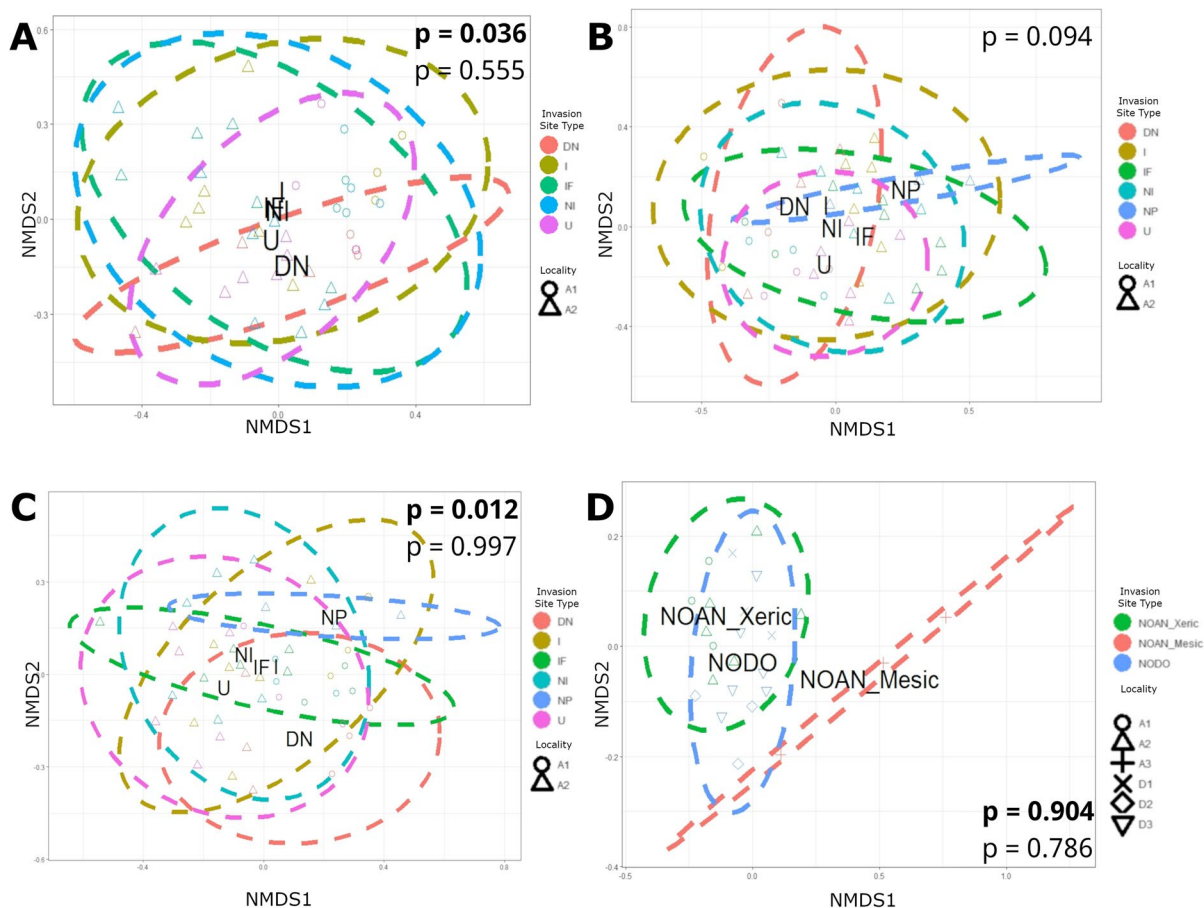 A
p = 0.036
p = 0.555
0.6
0.3
0.0
-0.3
NMDS2
I
IF
NI
U
DN
-0.4
0.0
0.4
NMDS1
Invasion
Site Type
DN
I
IF
NI
U
Locality
A1
A2
B
p = 0.094
0.8
0.4
0.0
-0.4
NMDS2
NP
DN
I
NI
IF
U
-0.5
0.0
0.5
NMDS1
Invasion
Site Type
DN
I
IF
NI
NP
U
Locality
A1
A2
C
p = 0.012
p = 0.997
0.3
0.0
-0.3
-0.6
NMDS2
NP
NI
IF
I
U
DN
-0.8
-0.4
0.0
0.4
0.8
NMDS1
Invasion
Site Type
DN
I
IF
NI
NP
U
Locality
A1
A2
D
0.2
0.0
-0.2
-0.4
NMDS2
NOAN_Xeric
NODO
NOAN_Mesic
p = 0.904
p = 0.786
-0.5
0.0
0.5
1.0
NMDS1
Invasion
Site Type
NOAN_Xeric
NOAN_Mesic
NODO
Locality
A1
A2
A3
D1
D2
D3